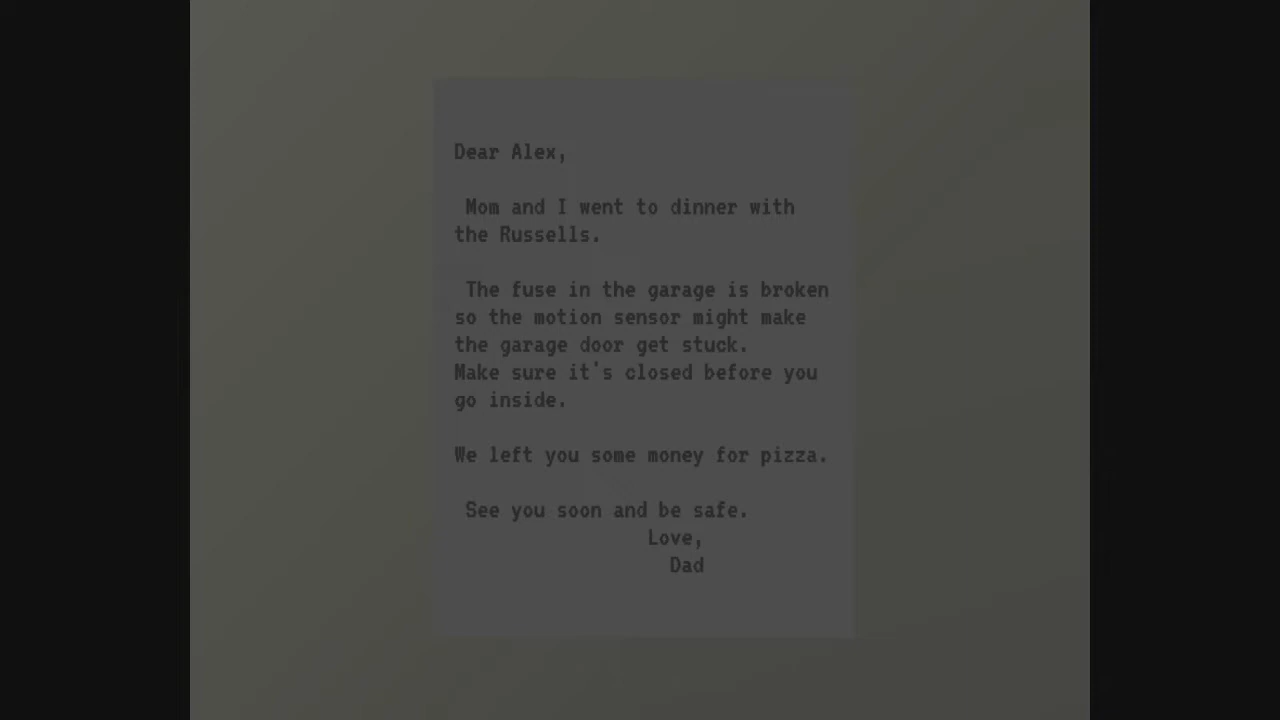 Dear Alex,
Mom and I went to dinner with
the Russells.
The fuse in the garage is broken
so the motion sensor might make
the garage door get stuck.
Make sure it's closed before you
go inside.
We left you some money for pizza.
See you soon and be safe.
Love,
Dad